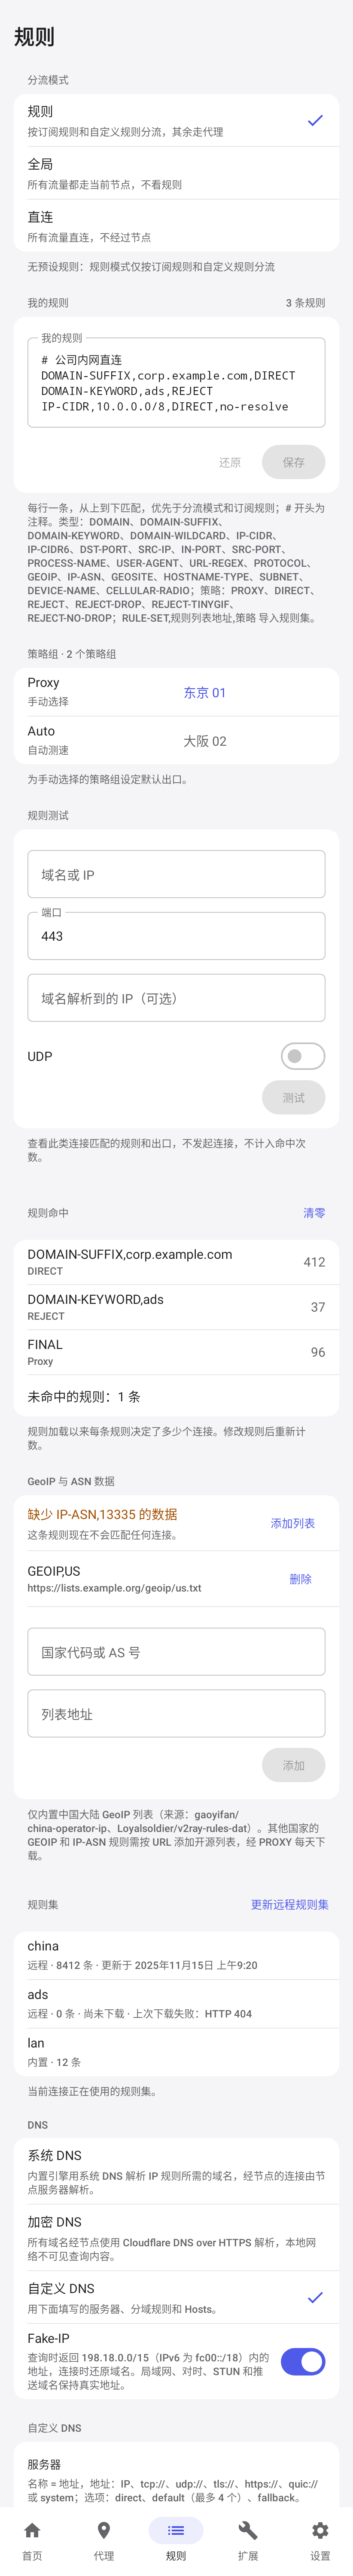 规则
分流模式
规则
按订阅规则和自定义规则分流，其余走代理
全局
所有流量都走当前节点，不看规则
直连
所有流量直连，不经过节点
无预设规则：规则模式仅按订阅规则和自定义规则分流
我的规则
3 条规则
我的规则
# 公司内网直连
DOMAIN-SUFFIX,corp.example.com,DIRECT
DOMAIN-KEYWORD,ads,REJECT
IP-CIDR,10.0.0.0/8,DIRECT,no-resolve
还原
保存
每行一条，从上到下匹配，优先于分流模式和订阅规则；# 开头为
注释。类型：DOMAIN、DOMAIN-SUFFIX、
DOMAIN-KEYWORD、DOMAIN-WILDCARD、IP-CIDR、
IP-CIDR6、DST-PORT、SRC-IP、IN-PORT、SRC-PORT、
PROCESS-NAME、USER-AGENT、URL-REGEX、PROTOCOL、
GEOIP、IP-ASN、GEOSITE、HOSTNAME-TYPE、SUBNET、
DEVICE-NAME、CELLULAR-RADIO；策略：PROXY、DIRECT、
REJECT、REJECT-DROP、REJECT-TINYGIF、
REJECT-NO-DROP；RULE-SET,规则列表地址,策略 导入规则集。
策略组 · 2 个策略组
Proxy
手动选择
东京 01
Auto
自动测速
大阪 02
为手动选择的策略组设定默认出口。
规则测试
域名或 IP
端口
443
域名解析到的 IP（可选）
UDP
测试
查看此类连接匹配的规则和出口，不发起连接，不计入命中次
数。
规则命中
清零
DOMAIN-SUFFIX,corp.example.com
DIRECT
412
DOMAIN-KEYWORD,ads
REJECT
37
FINAL
Proxy
96
未命中的规则：1 条
规则加载以来每条规则决定了多少个连接。修改规则后重新计
数。
GeoIP 与 ASN 数据
缺少 IP-ASN,13335 的数据
这条规则现在不会匹配任何连接。
添加列表
GEOIP,US
https://lists.example.org/geoip/us.txt
删除
国家代码或 AS 号
列表地址
添加
仅内置中国大陆 GeoIP 列表（来源：gaoyifan/
china-operator-ip、Loyalsoldier/v2ray-rules-dat）。其他国家的
GEOIP 和 IP-ASN 规则需按 URL 添加开源列表，经 PROXY 每天下
载。
规则集
更新远程规则集
china
远程 · 8412 条 · 更新于 2025年11月15日 上午9:20
ads
远程 · 0 条 · 尚未下载 · 上次下载失败：HTTP 404
lan
内置 · 12 条
当前连接正在使用的规则集。
DNS
系统 DNS
内置引擎用系统 DNS 解析 IP 规则所需的域名，经节点的连接由节
点服务器解析。
加密 DNS
所有域名经节点使用 Cloudflare DNS over HTTPS 解析，本地网
络不可见查询内容。
自定义 DNS
用下面填写的服务器、分域规则和 Hosts。
Fake-IP
查询时返回 198.18.0.0/15（IPv6 为 fc00::/18）内的
地址，连接时还原域名。局域网、对时、STUN 和推
送域名保持真实地址。
自定义 DNS
服务器
名称 = 地址，地址：IP、tcp://、udp://、tls://、https://、quic://
或 system；选项：direct、default（最多 4 个）、fallback。
首页
代理
规则
扩展
设置